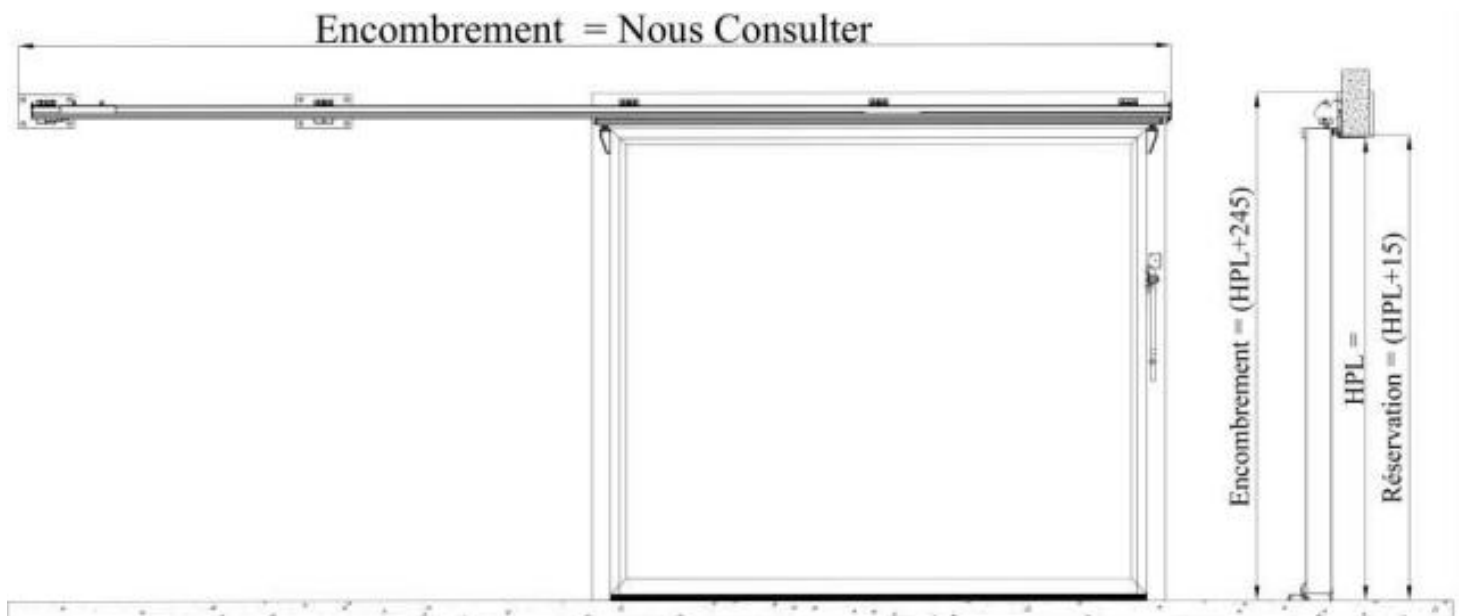 Encombrement = Nous Consulter
Encombrement = (HPL+245)
HPL =
Réservation = (HPL+15)